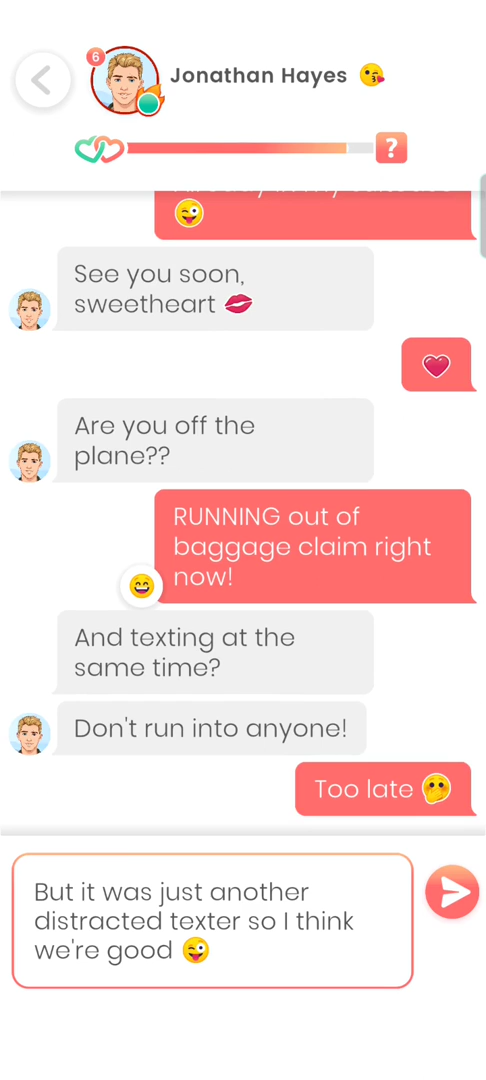 6
Jonathan Hayes 😘
?
😜
See you soon,
sweetheart 💋
❤️
Are you off the
plane??
RUNNING out of
baggage claim right
now!
😄
And texting at the
same time?
Don't run into anyone!
Too late 🫢
But it was just another
distracted texter so I think
we're good 😜